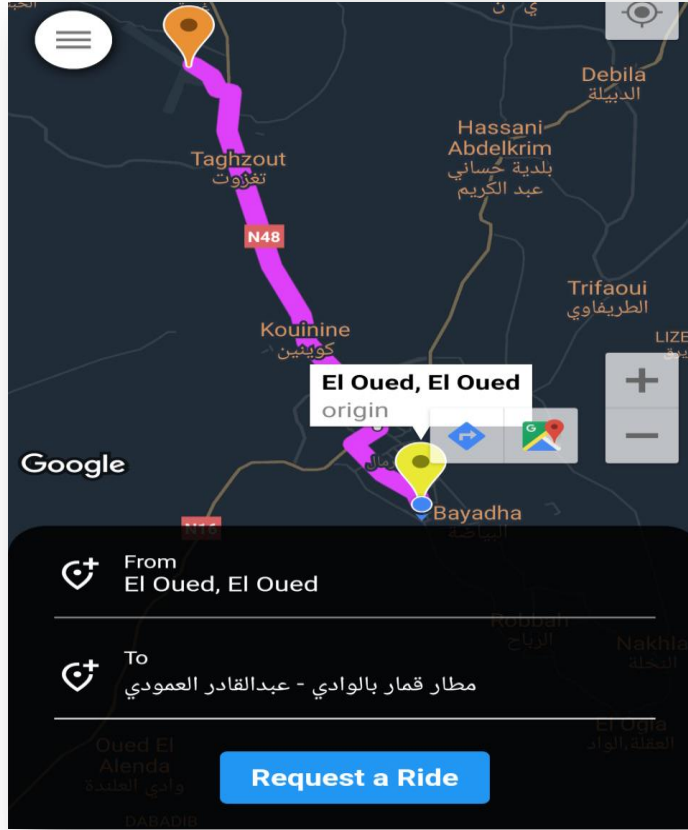 ي ن
Debila
الدبيلة
Hassani
Abdelkrim
بلدية حساني
عبد الكريم
Taghzout
تغزوت
N48
Trifaoui
الطريفاوي
Kouinine
كوينين
El Oued, El Oued
origin
Google
Bayadha
البياضة
N16
From
El Oued, El Oued
Robbah
الرباح
Nakhla
النخلة
To
مطار قمار بالوادي - عبدالقادر العمودي
El Ogla
العقلة,الواد
Oued El
Alenda
وادي العلندة
Request a Ride
DABADIB